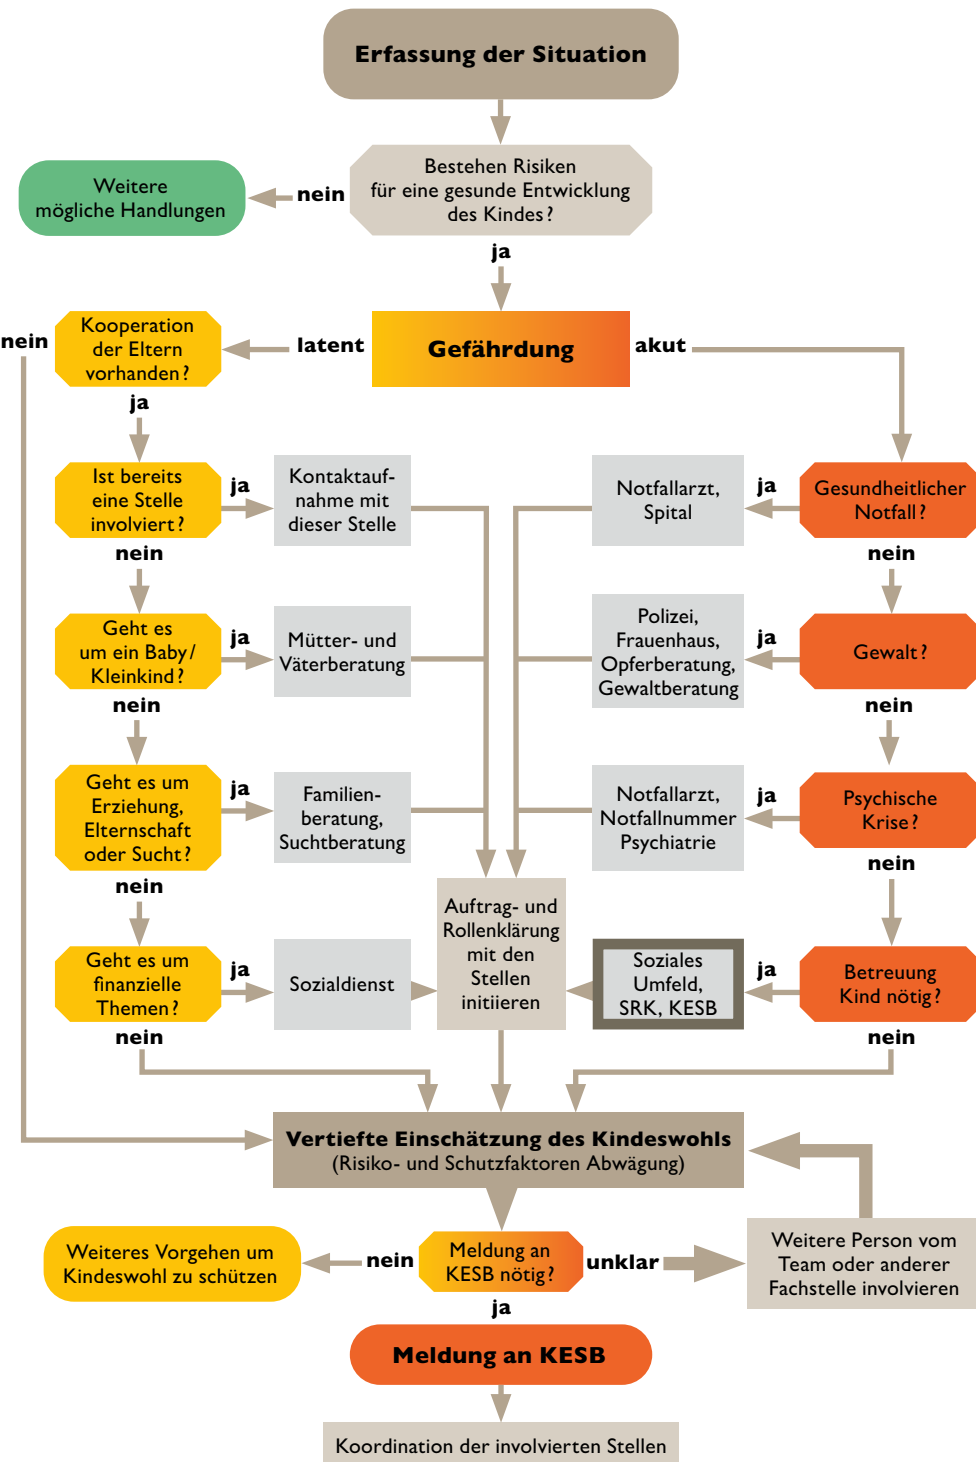 Erfassung der Situation
Bestehen Risiken
für eine gesunde Entwicklung
des Kindes?
nein
Weitere
mögliche Handlungen
ja
Gefährdung
latent
akut
Kooperation
der Eltern
vorhanden?
nein
ja
Ist bereits
eine Stelle
involviert?
ja
Kontaktauf-
nahme mit
dieser Stelle
nein
Geht es
um ein Baby/
Kleinkind?
ja
Mütter- und
Väterberatung
nein
Geht es um
Erziehung,
Elternschaft
oder Sucht?
ja
Familien-
beratung,
Suchtberatung
nein
Geht es um
finanzielle
Themen?
ja
Sozialdienst
nein
Gesundheitlicher
Notfall?
ja
Notfallarzt,
Spital
nein
Gewalt?
ja
Polizei,
Frauenhaus,
Opferberatung,
Gewaltberatung
nein
Psychische
Krise?
ja
Notfallarzt,
Notfallnummer
Psychiatrie
nein
Betreuung
Kind nötig?
ja
Soziales
Umfeld,
SRK, KESB
nein
Auftrag- und
Rollenklärung
mit den
Stellen
initiieren
Vertiefte Einschätzung des Kindeswohls
(Risiko- und Schutzfaktoren Abwägung)
Meldung an
KESB nötig?
nein
Weiteres Vorgehen um
Kindeswohl zu schützen
unklar
Weitere Person vom
Team oder anderer
Fachstelle involvieren
ja
Meldung an KESB
Koordination der involvierten Stellen